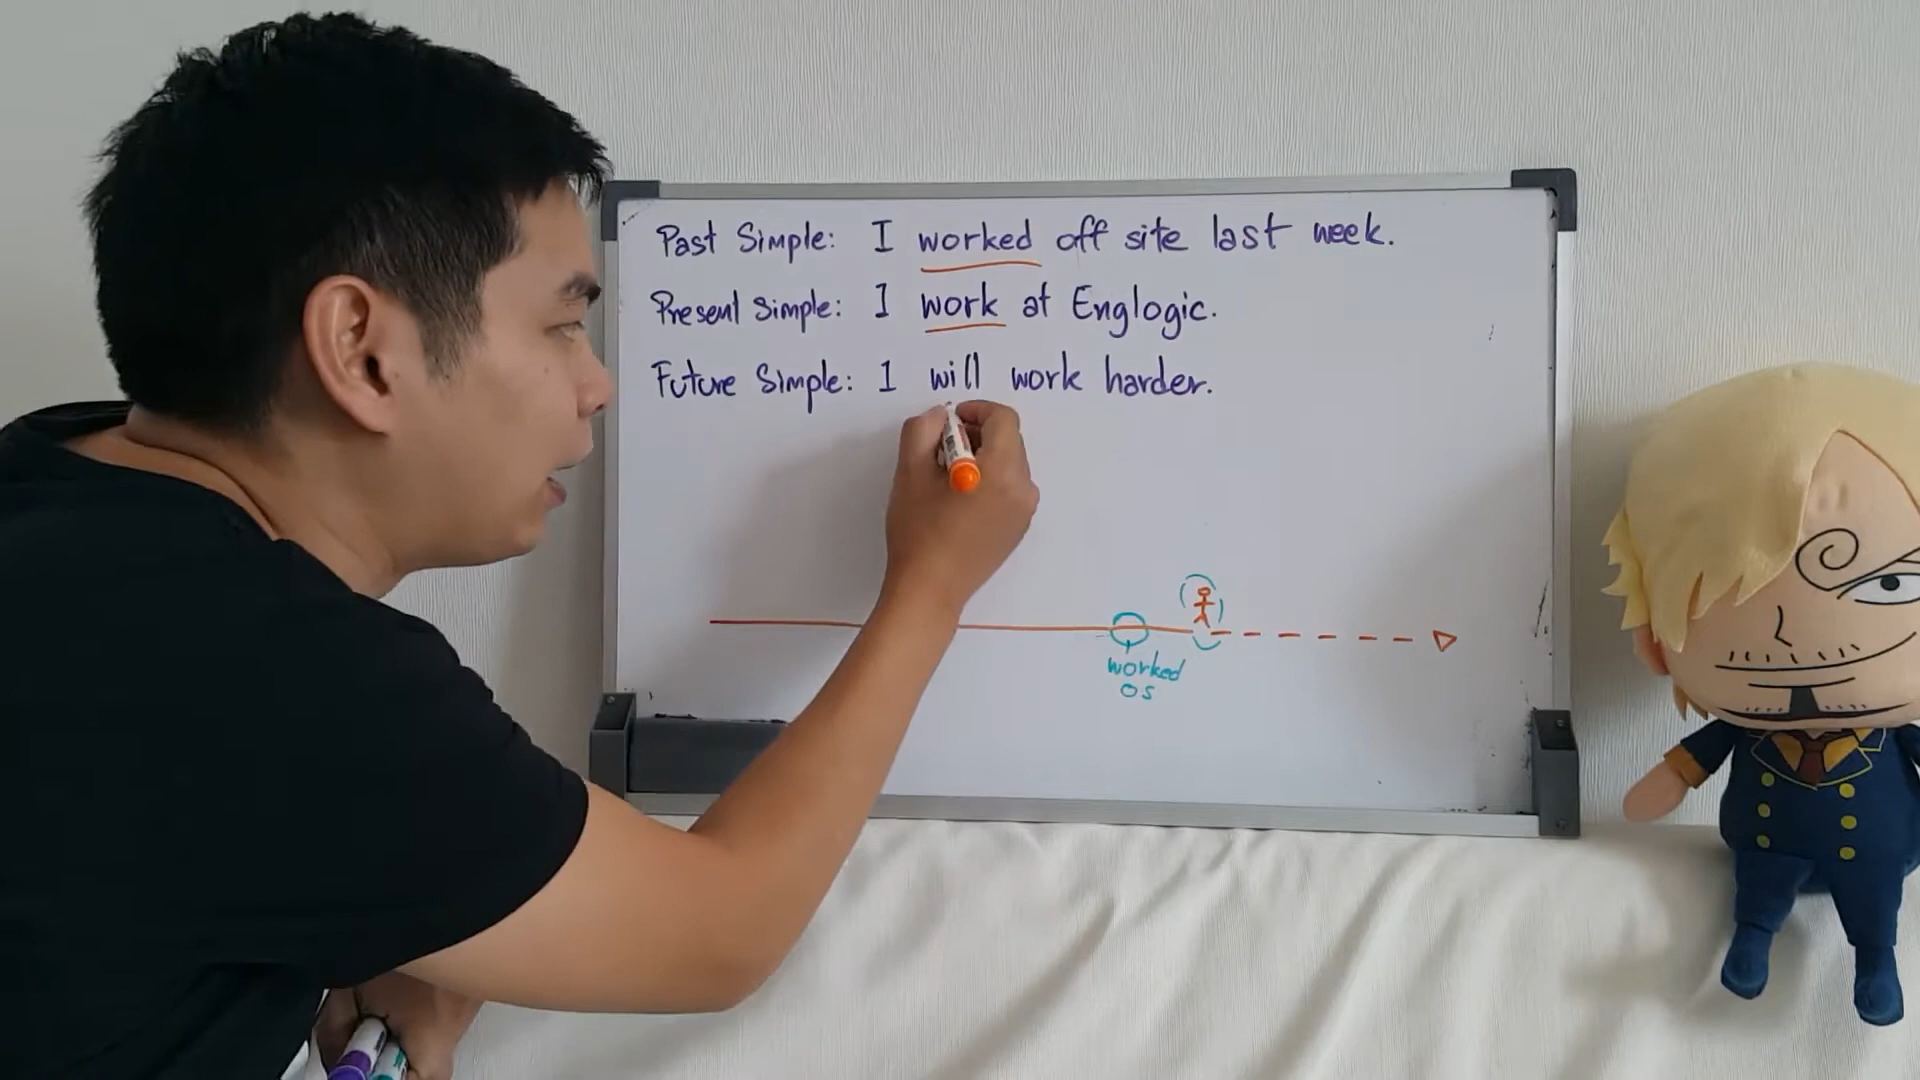 Past Simple: I worked off site last week.
Present Simple: I work at Englogic.
Future Simple: I will work harder.
worked
os